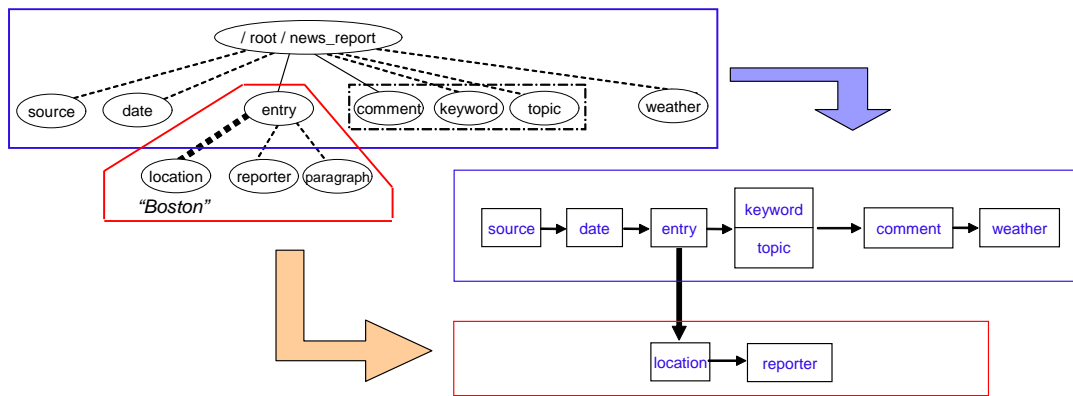 / root / news_report
source
date
entry
comment
keyword
topic
weather
location
reporter
paragraph
“Boston”
source
date
entry
keyword
topic
comment
weather
location
reporter